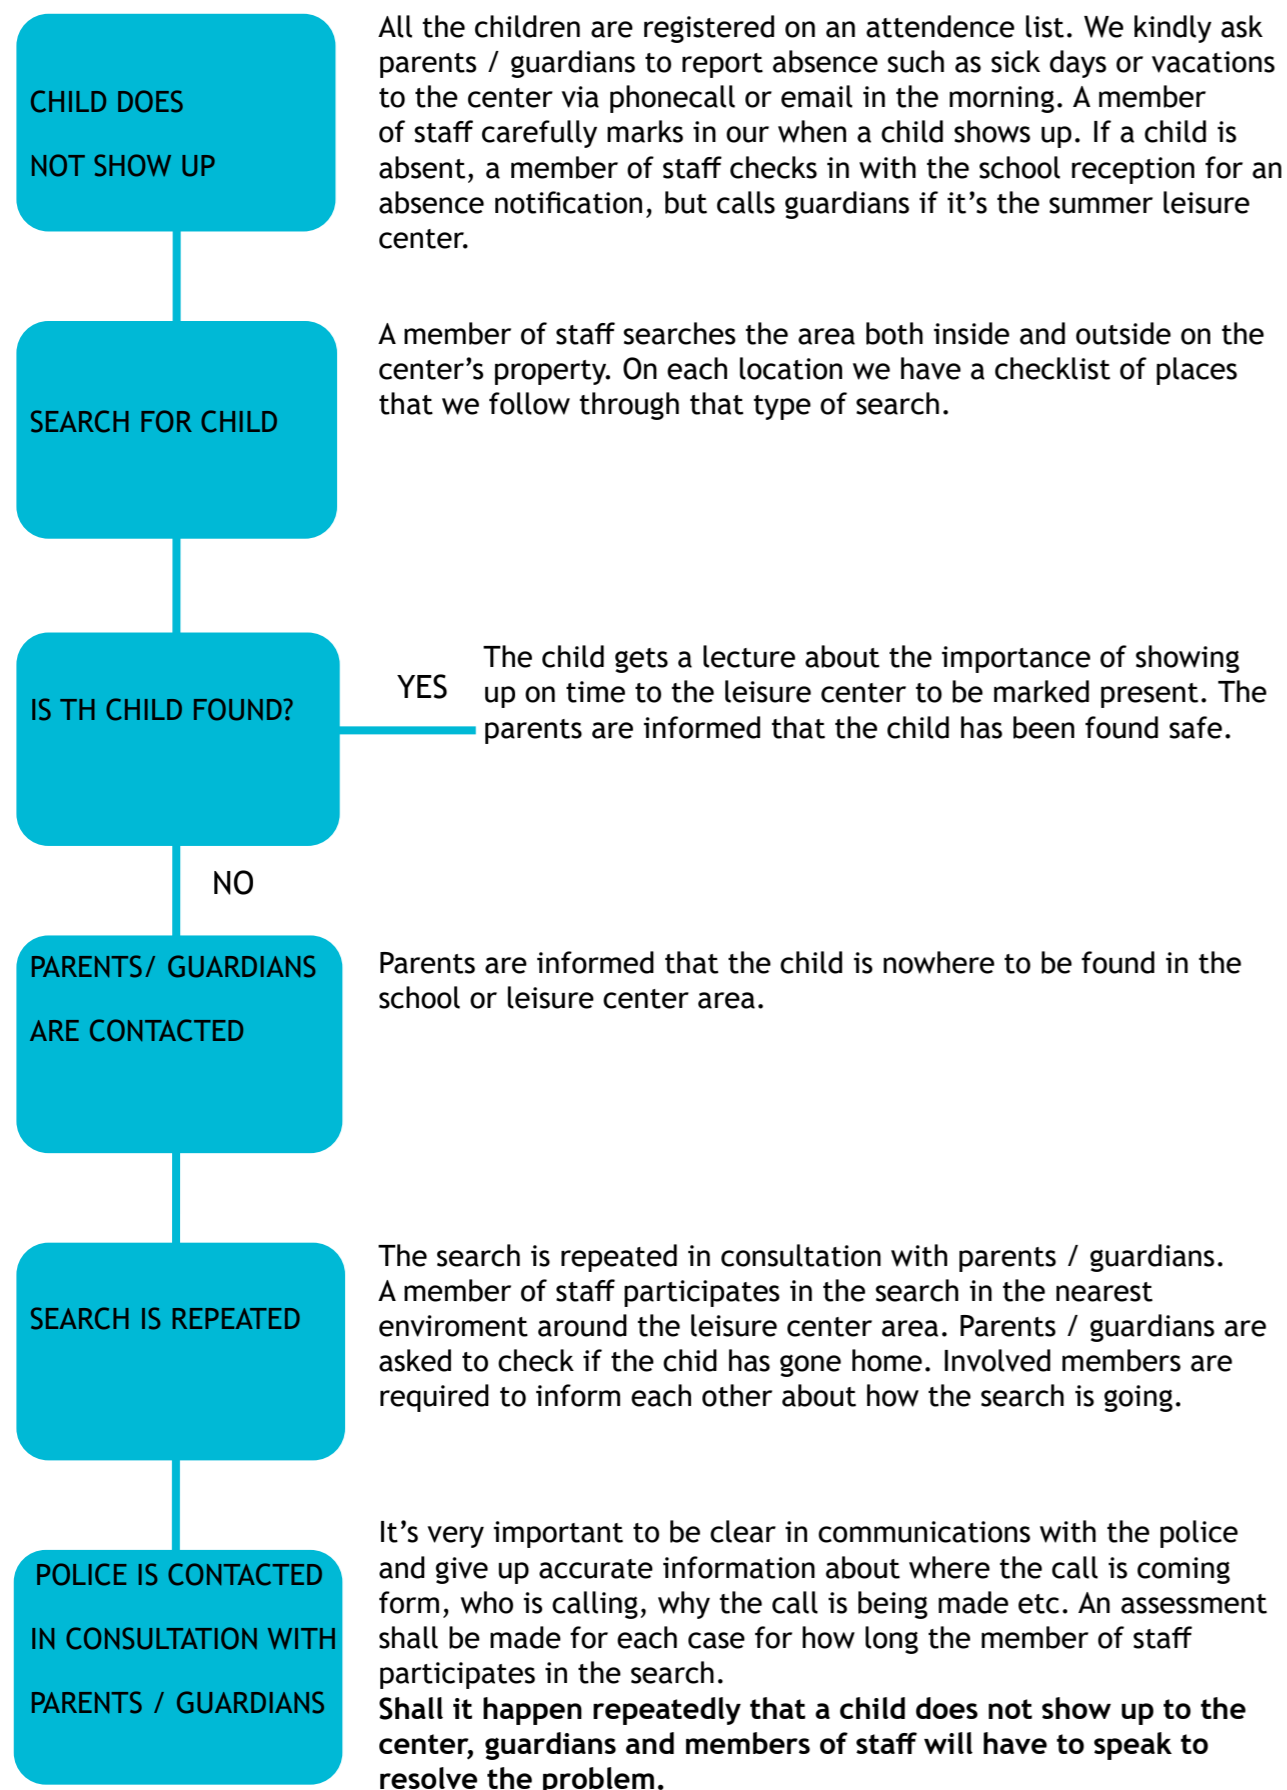 CHILD DOES
NOT SHOW UP
All the children are registered on an attendence list. We kindly ask
parents / guardians to report absence such as sick days or vacations
to the center via phonecall or email in the morning. A member
of staff carefully marks in our when a child shows up. If a child is
absent, a member of staff checks in with the school reception for an
absence notification, but calls guardians if it’s the summer leisure
center.
SEARCH FOR CHILD
A member of staff searches the area both inside and outside on the
center’s property. On each location we have a checklist of places
that we follow through that type of search.
IS TH CHILD FOUND?
YES
The child gets a lecture about the importance of showing
up on time to the leisure center to be marked present. The
parents are informed that the child has been found safe.
NO
PARENTS/ GUARDIANS
ARE CONTACTED
Parents are informed that the child is nowhere to be found in the
school or leisure center area.
SEARCH IS REPEATED
The search is repeated in consultation with parents / guardians.
A member of staff participates in the search in the nearest
enviroment around the leisure center area. Parents / guardians are
asked to check if the chid has gone home. Involved members are
required to inform each other about how the search is going.
POLICE IS CONTACTED
IN CONSULTATION WITH
PARENTS / GUARDIANS
It’s very important to be clear in communications with the police
and give up accurate information about where the call is coming
form, who is calling, why the call is being made etc. An assessment
shall be made for each case for how long the member of staff
participates in the search.
Shall it happen repeatedly that a child does not show up to the
center, guardians and members of staff will have to speak to
resolve the problem.